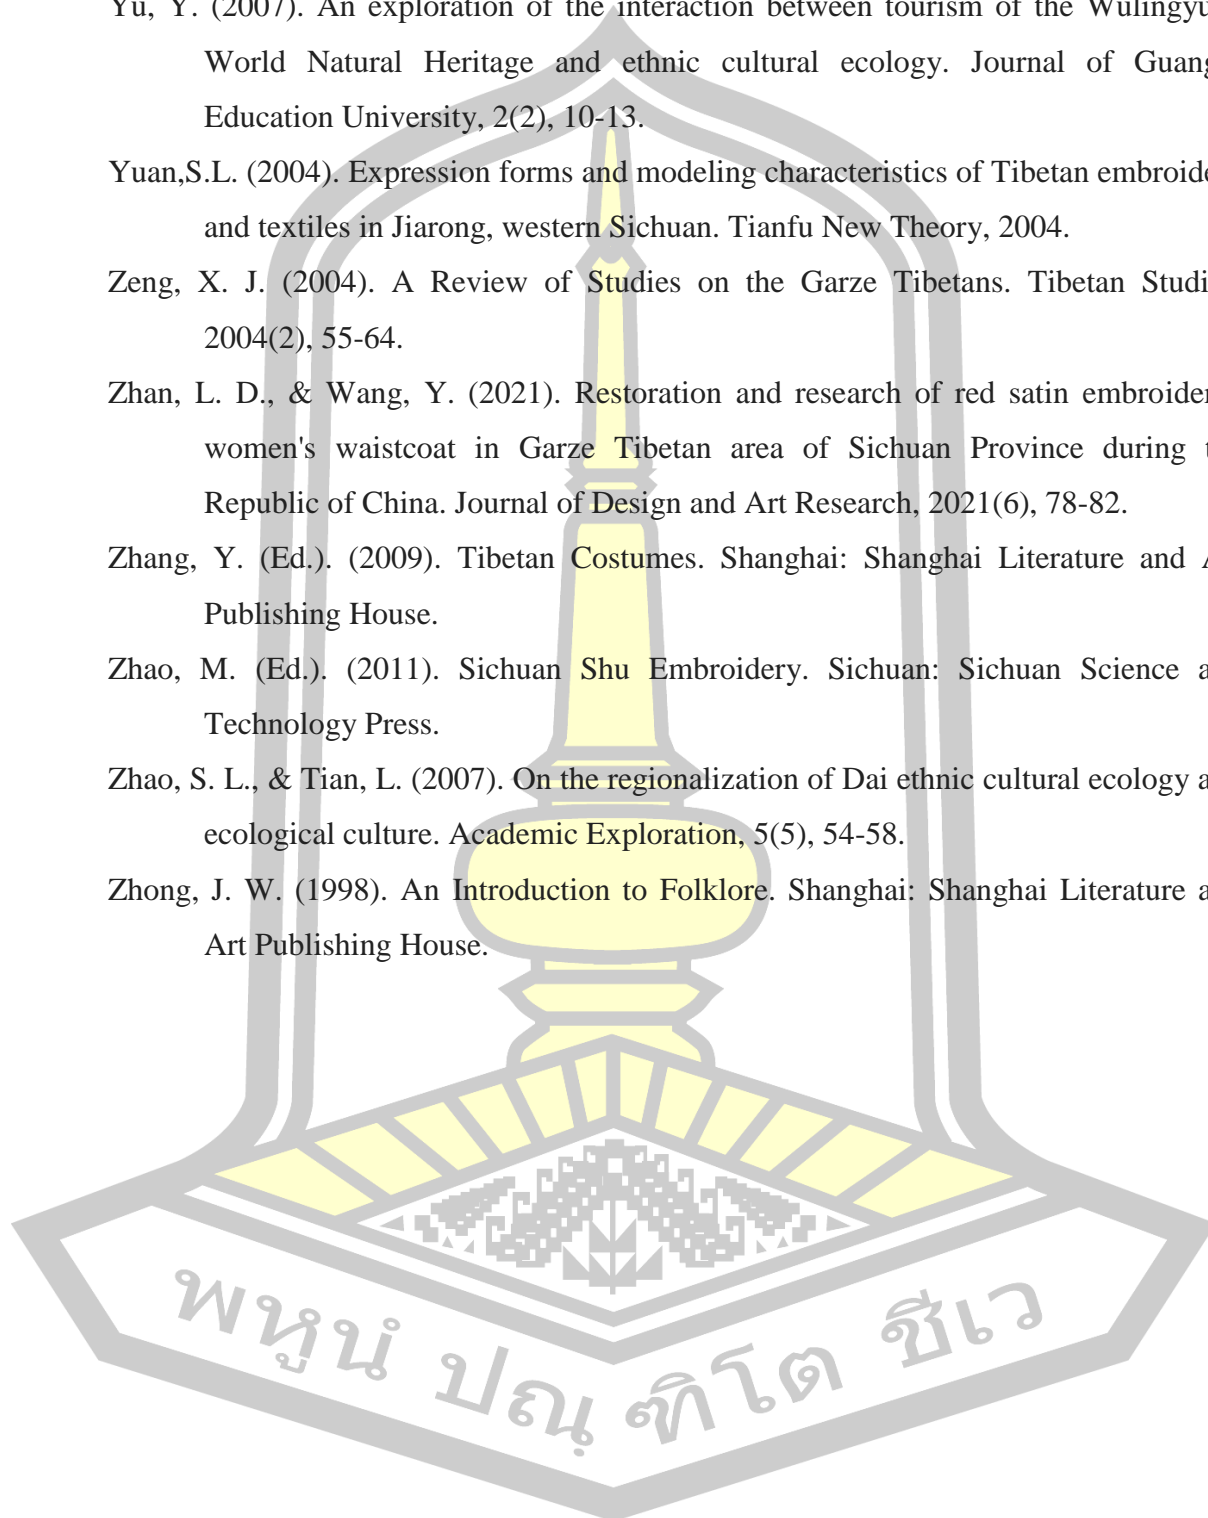 Yu, Y. (2007). An exploration of the interaction between tourism of the
World Natural Heritage and ethnic cultural ecology. Journal of
Education University, 2(2), 10-13.
Yuan,S.L. (2004). Expression forms and modeling characteristics of Tibetan
and textiles in Jiarong, western Sichuan. Tianfu New Theory, 2004.
Zeng, X. J. (2004). A Review of Studies on the Garze Tibetans. Tibetan
2004(2), 55-64.
Zhan, L. D., & Wang, Y. (2021). Restoration and research of red satin
women's waistcoat in Garze Tibetan area of Sichuan Province during
Republic of China. Journal of Design and Art Research, 2021(6), 78-82.
Zhang, Y. (Ed.). (2009). Tibetan Costumes. Shanghai: Shanghai Literature and
Publishing House.
Zhao, M. (Ed.). (2011). Sichuan Shu Embroidery. Sichuan: Sichuan Science
Technology Press.
Zhao, S. L., & Tian, L. (2007). On the regionalization of Dai ethnic cultural ecology
ecological culture. Academic Exploration, 5(5), 54-58.
Zhong, J. W. (1998). An Introduction to Folklore. Shanghai: Shanghai Literature
Art Publishing House.
พหูนํ ปณฺฑิโต ชีเว